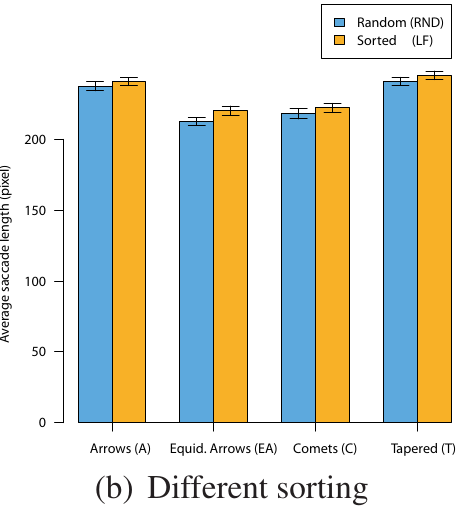 Random (RND)
Sorted (LF)
Average saccade length (pixel)
200
150
100
50
0
Arrows (A) Equid. Arrows (EA) Comets (C) Tapered (T)
(b) Different sorting